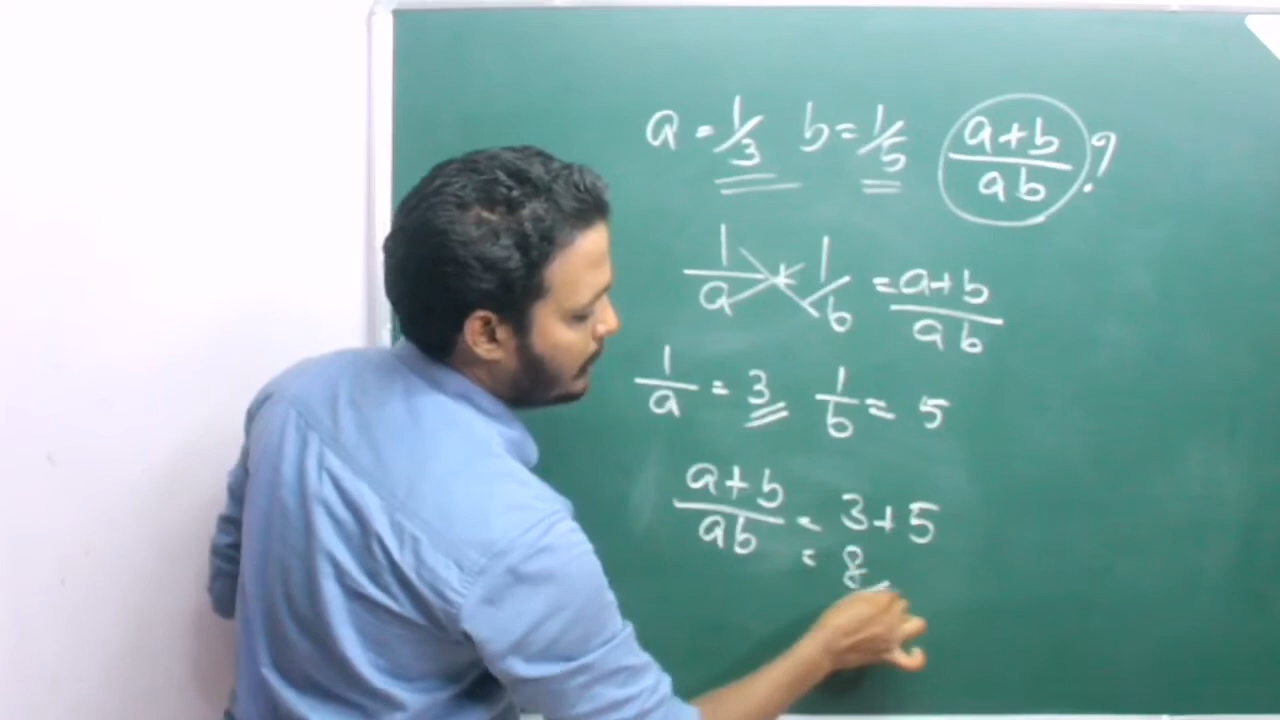 a = 1/3 b = 1/5 (a+b)/ab ?
1/a + 1/b = (a+b)/ab
1/a = 3 1/b = 5
(a+b)/ab = 3+5
= 8